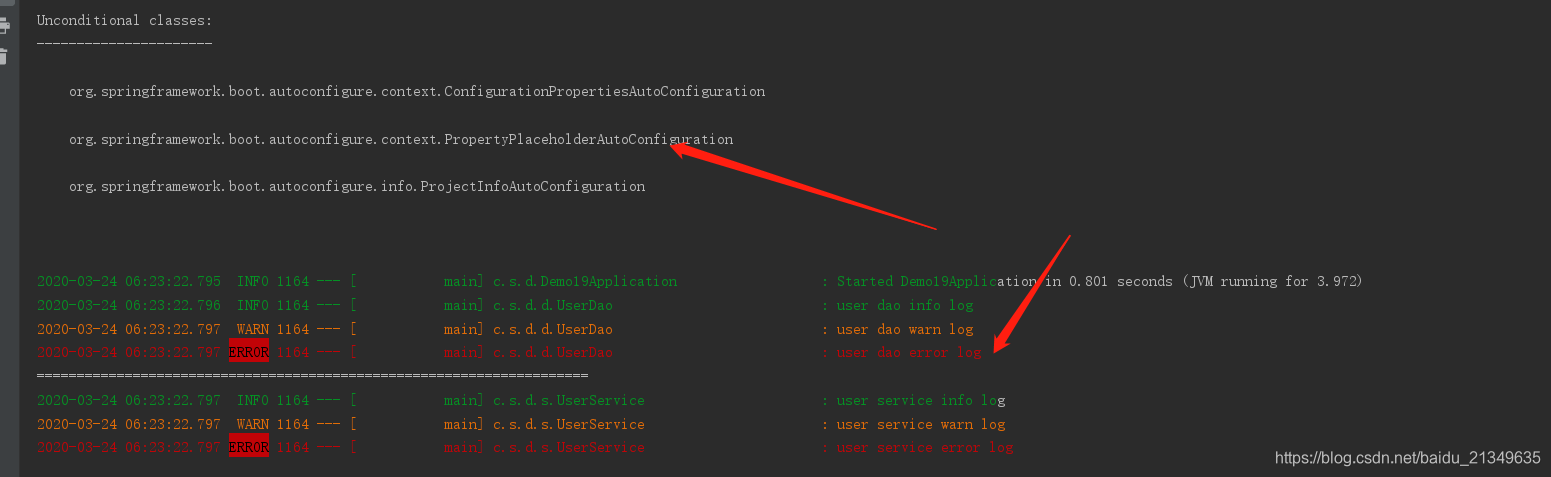 Unconditional classes:
----------------------
org.springframework.boot.autoconfigure.context.ConfigurationPropertiesAutoConfiguration
org.springframework.boot.autoconfigure.context.PropertyPlaceholderAutoConfiguration
org.springframework.boot.autoconfigure.info.ProjectInfoAutoConfiguration
2020-03-24 06:23:22.795  INFO 1164 --- [           main] c.s.d.Demo19Application                  : Started Demo19Application in 0.801 seconds (JVM running for 3.972)
2020-03-24 06:23:22.796  INFO 1164 --- [           main] c.s.d.d.UserDao                          : user dao info log
2020-03-24 06:23:22.797  WARN 1164 --- [           main] c.s.d.d.UserDao                          : user dao warn log
2020-03-24 06:23:22.797 ERROR 1164 --- [           main] c.s.d.d.UserDao                          : user dao error log
=====================================================================
2020-03-24 06:23:22.797  INFO 1164 --- [           main] c.s.d.s.UserService                      : user service info log
2020-03-24 06:23:22.797  WARN 1164 --- [           main] c.s.d.s.UserService                      : user service warn log
2020-03-24 06:23:22.797 ERROR 1164 --- [           main] c.s.d.s.UserService                      : user service error log
https://blog.csdn.net/baidu_21349635